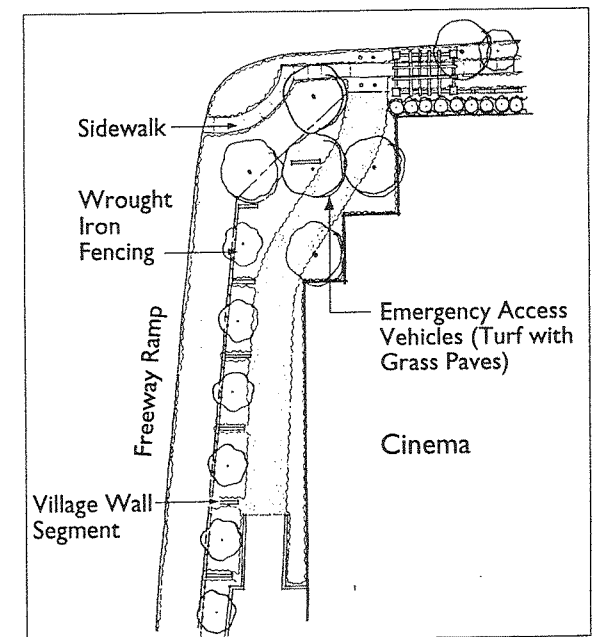 Sidewalk
Wrought
Iron
Fencing
Freeway Ramp
Emergency Access
Vehicles (Turf with
Grass Paves)
Cinema
Village Wall
Segment